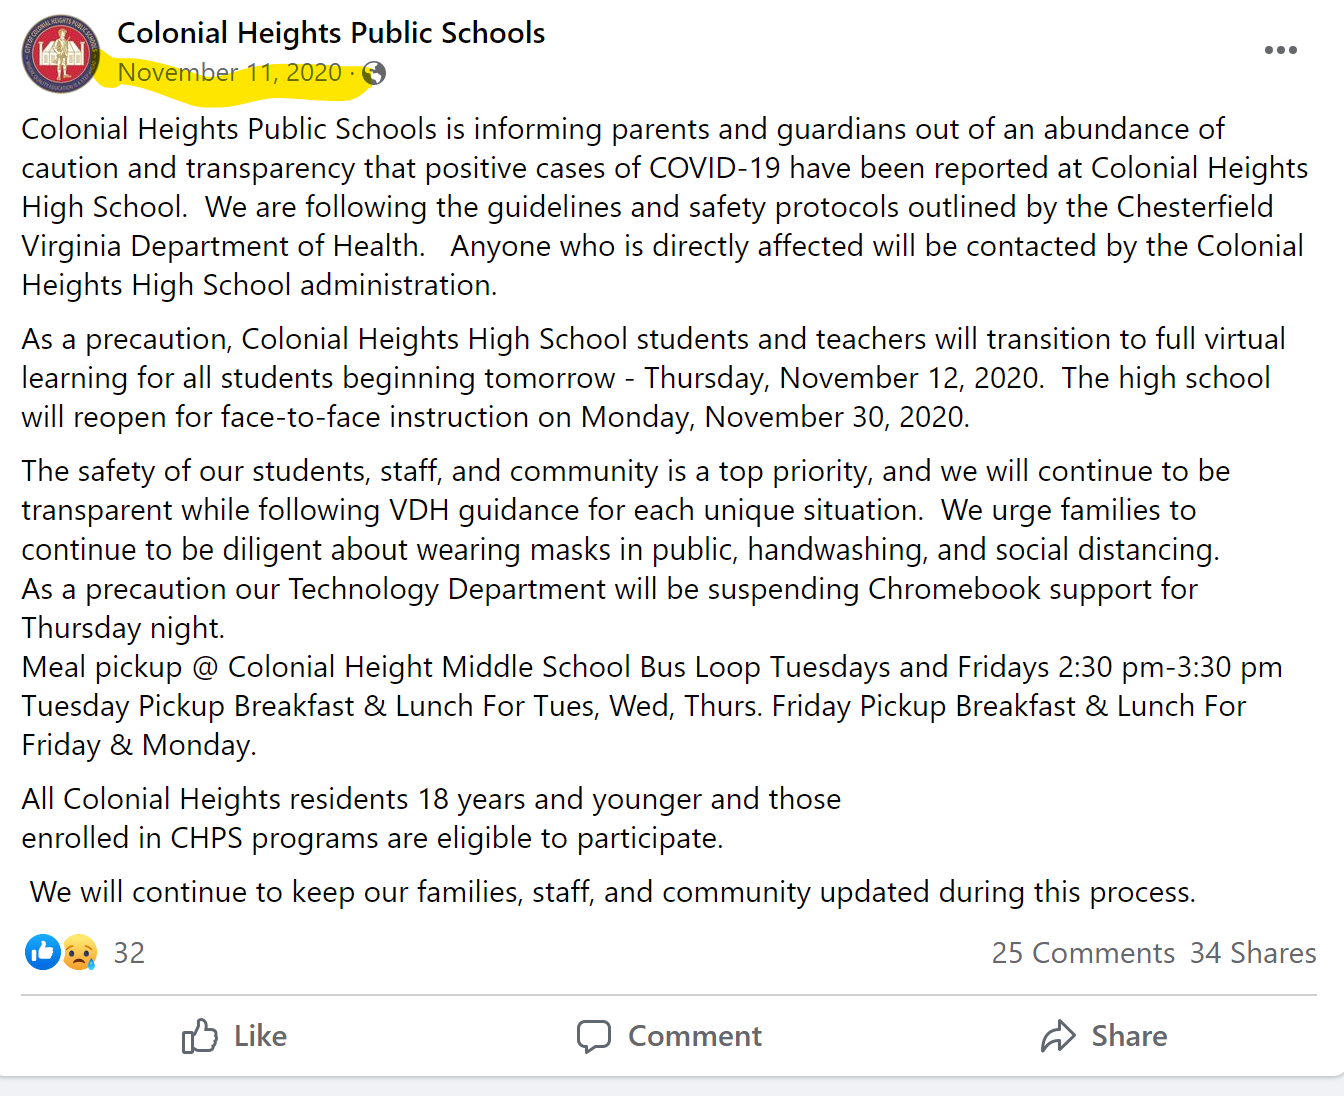 Colonial Heights Public Schools
November 11, 2020 ·
Colonial Heights Public Schools is informing parents and guardians out of an abundance of
caution and transparency that positive cases of COVID-19 have been reported at Colonial Heights
High School.  We are following the guidelines and safety protocols outlined by the Chesterfield
Virginia Department of Health.   Anyone who is directly affected will be contacted by the Colonial
Heights High School administration.
As a precaution, Colonial Heights High School students and teachers will transition to full virtual
learning for all students beginning tomorrow - Thursday, November 12, 2020.  The high school
will reopen for face-to-face instruction on Monday, November 30, 2020.
The safety of our students, staff, and community is a top priority, and we will continue to be
transparent while following VDH guidance for each unique situation.  We urge families to
continue to be diligent about wearing masks in public, handwashing, and social distancing.
As a precaution our Technology Department will be suspending Chromebook support for
Thursday night.
Meal pickup @ Colonial Height Middle School Bus Loop Tuesdays and Fridays 2:30 pm-3:30 pm
Tuesday Pickup Breakfast & Lunch For Tues, Wed, Thurs. Friday Pickup Breakfast & Lunch For
Friday & Monday.
All Colonial Heights residents 18 years and younger and those
enrolled in CHPS programs are eligible to participate.
We will continue to keep our families, staff, and community updated during this process.
32
25 Comments 34 Shares
Like
Comment
Share